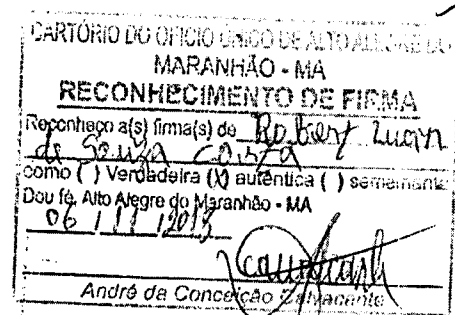 CARTÓRIO DO OFÍCIO ÚNICO DE ALTO ALEGRE DO
MARANHÃO - MA
RECONHECIMENTO DE FIRMA
Reconheço a(s) firma(s) de Robert Luan
de Souza Costa
como ( ) Verdadeira (X) autêntica ( ) semelhante
Dou fé, Alto Alegre do Maranhão - MA
06 / 11 / 2013
André da Conceição Calvacante